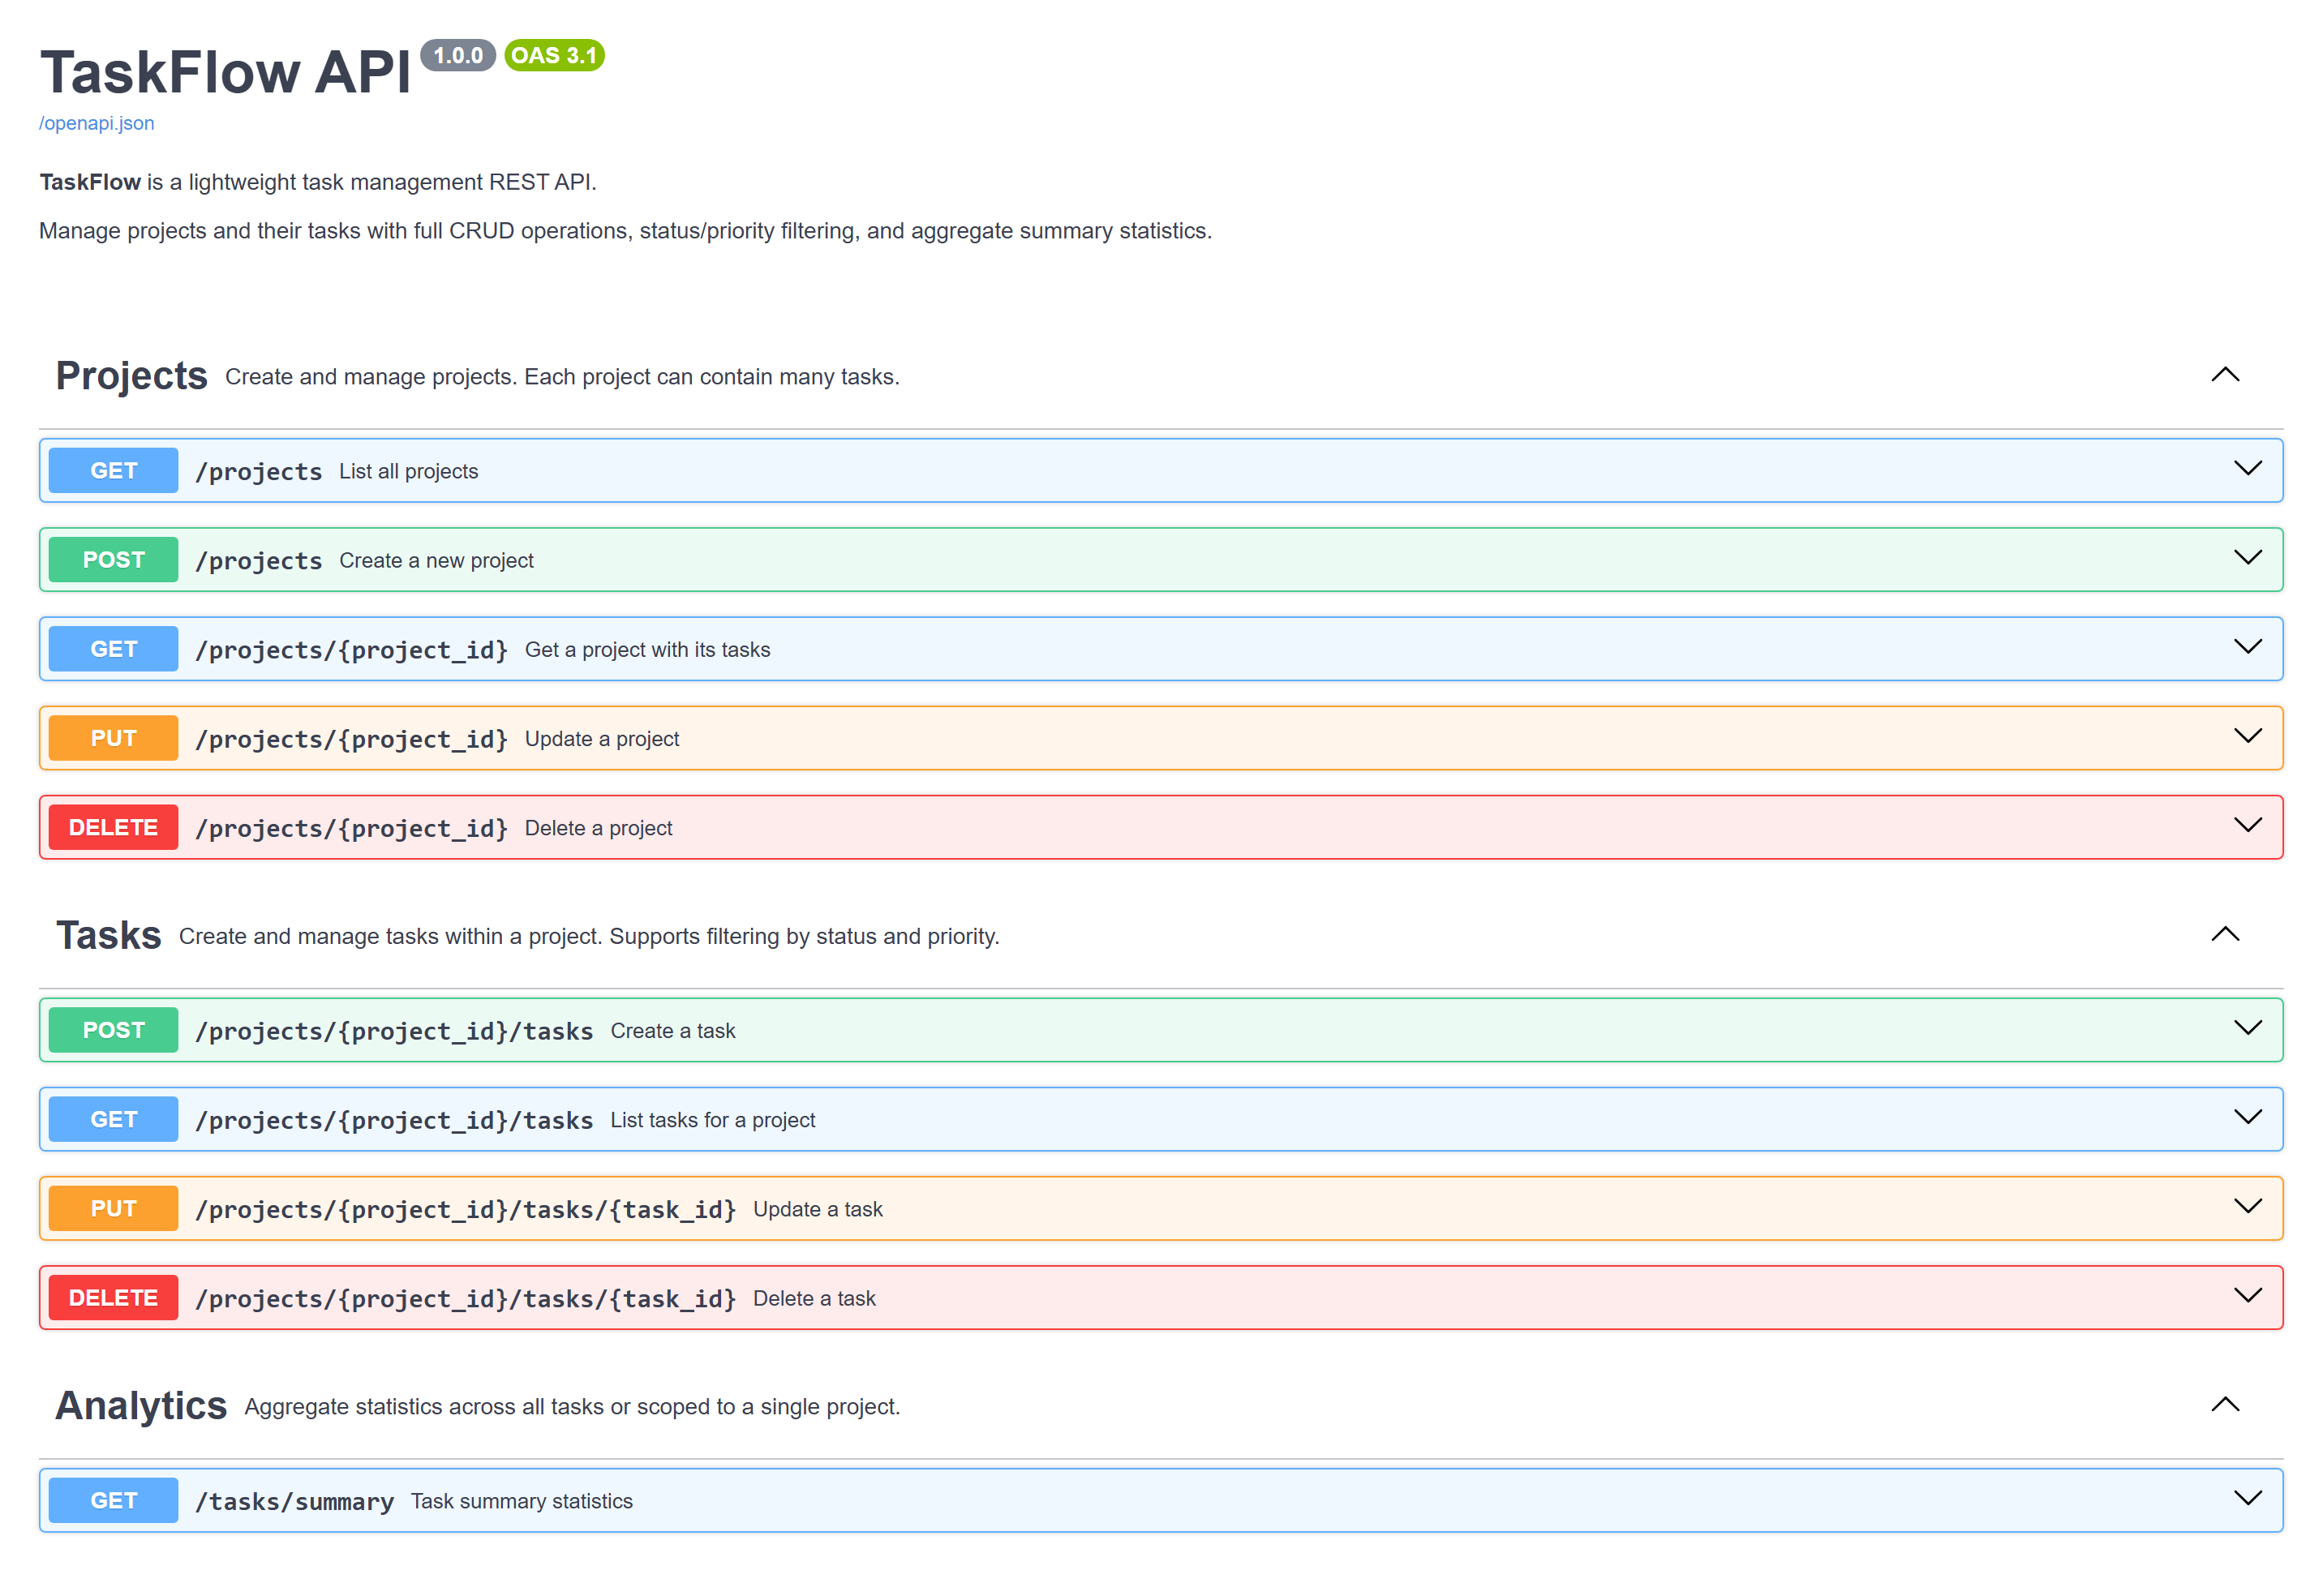 TaskFlow API 1.0.0 OAS 3.1
/openapi.json
TaskFlow is a lightweight task management REST API.
Manage projects and their tasks with full CRUD operations, status/priority filtering, and aggregate summary statistics.
Projects Create and manage projects. Each project can contain many tasks.
GET /projects List all projects
POST /projects Create a new project
GET /projects/{project_id} Get a project with its tasks
PUT /projects/{project_id} Update a project
DELETE /projects/{project_id} Delete a project
Tasks Create and manage tasks within a project. Supports filtering by status and priority.
POST /projects/{project_id}/tasks Create a task
GET /projects/{project_id}/tasks List tasks for a project
PUT /projects/{project_id}/tasks/{task_id} Update a task
DELETE /projects/{project_id}/tasks/{task_id} Delete a task
Analytics Aggregate statistics across all tasks or scoped to a single project.
GET /tasks/summary Task summary statistics